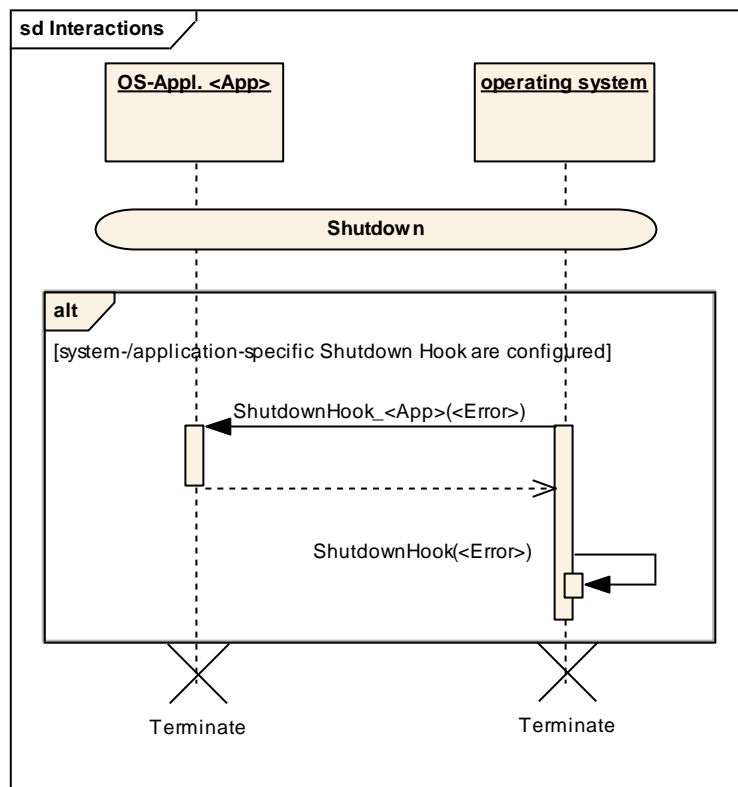 sd Interactions
OS-Appl. <App>
operating system
Shutdown
alt
[system-/application-specific Shutdown Hook are configured]
ShutdownHook_<App>(<Error>)
ShutdownHook(<Error>)
Terminate
Terminate